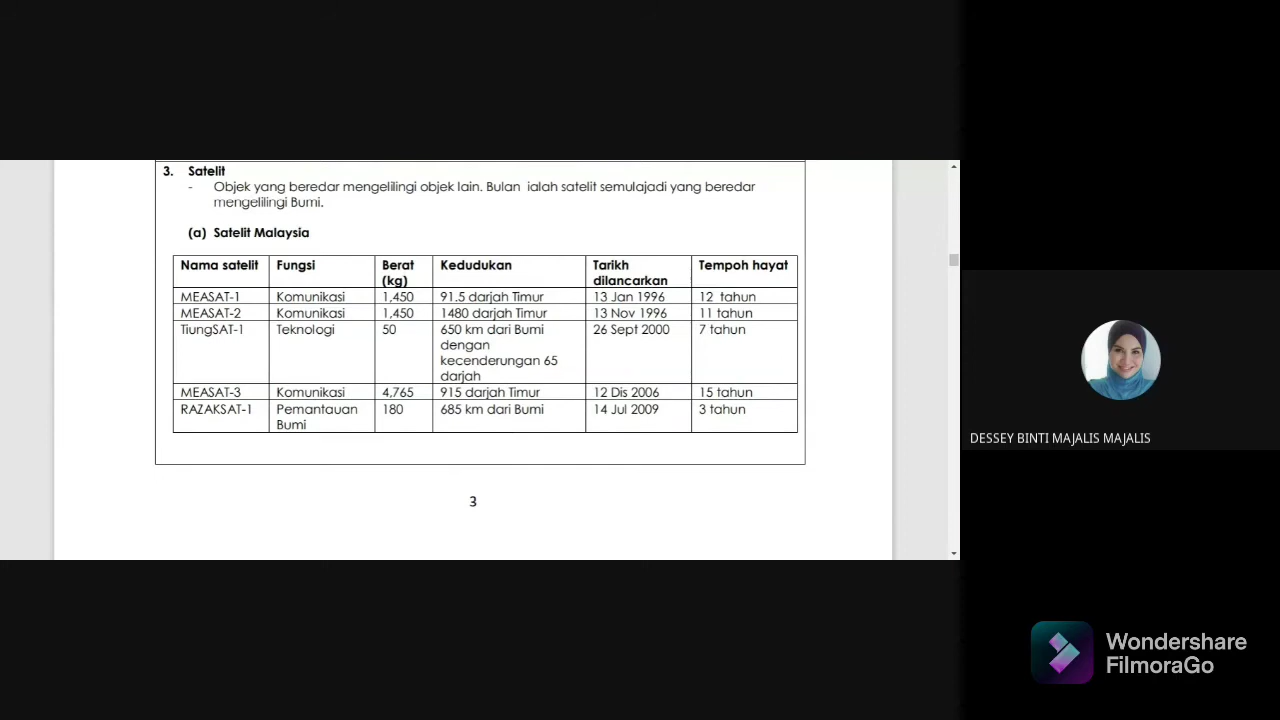 3. Satelit
- Objek yang beredar mengelilingi objek lain. Bulan ialah satelit semulajadi yang beredar
mengelilingi Bumi.
(a) Satelit Malaysia
Nama satelit Fungsi Berat (kg) Kedudukan Tarikh dilancarkan Tempoh hayat
MEASAT-1 Komunikasi 1,450 91.5 darjah Timur 13 Jan 1996 12 tahun
MEASAT-2 Komunikasi 1,450 1480 darjah Timur 13 Nov 1996 11 tahun
TiungSAT-1 Teknologi 50 650 km dari Bumi 26 Sept 2000 7 tahun
dengan
kecenderungan 65
darjah
MEASAT-3 Komunikasi 4,765 915 darjah Timur 12 Dis 2006 15 tahun
RAZAKSAT-1 Pemantauan 180 685 km dari Bumi 14 Jul 2009 3 tahun
Bumi
3
DESSEY BINTI MAJALIS MAJALIS
Wondershare
FilmoraGo